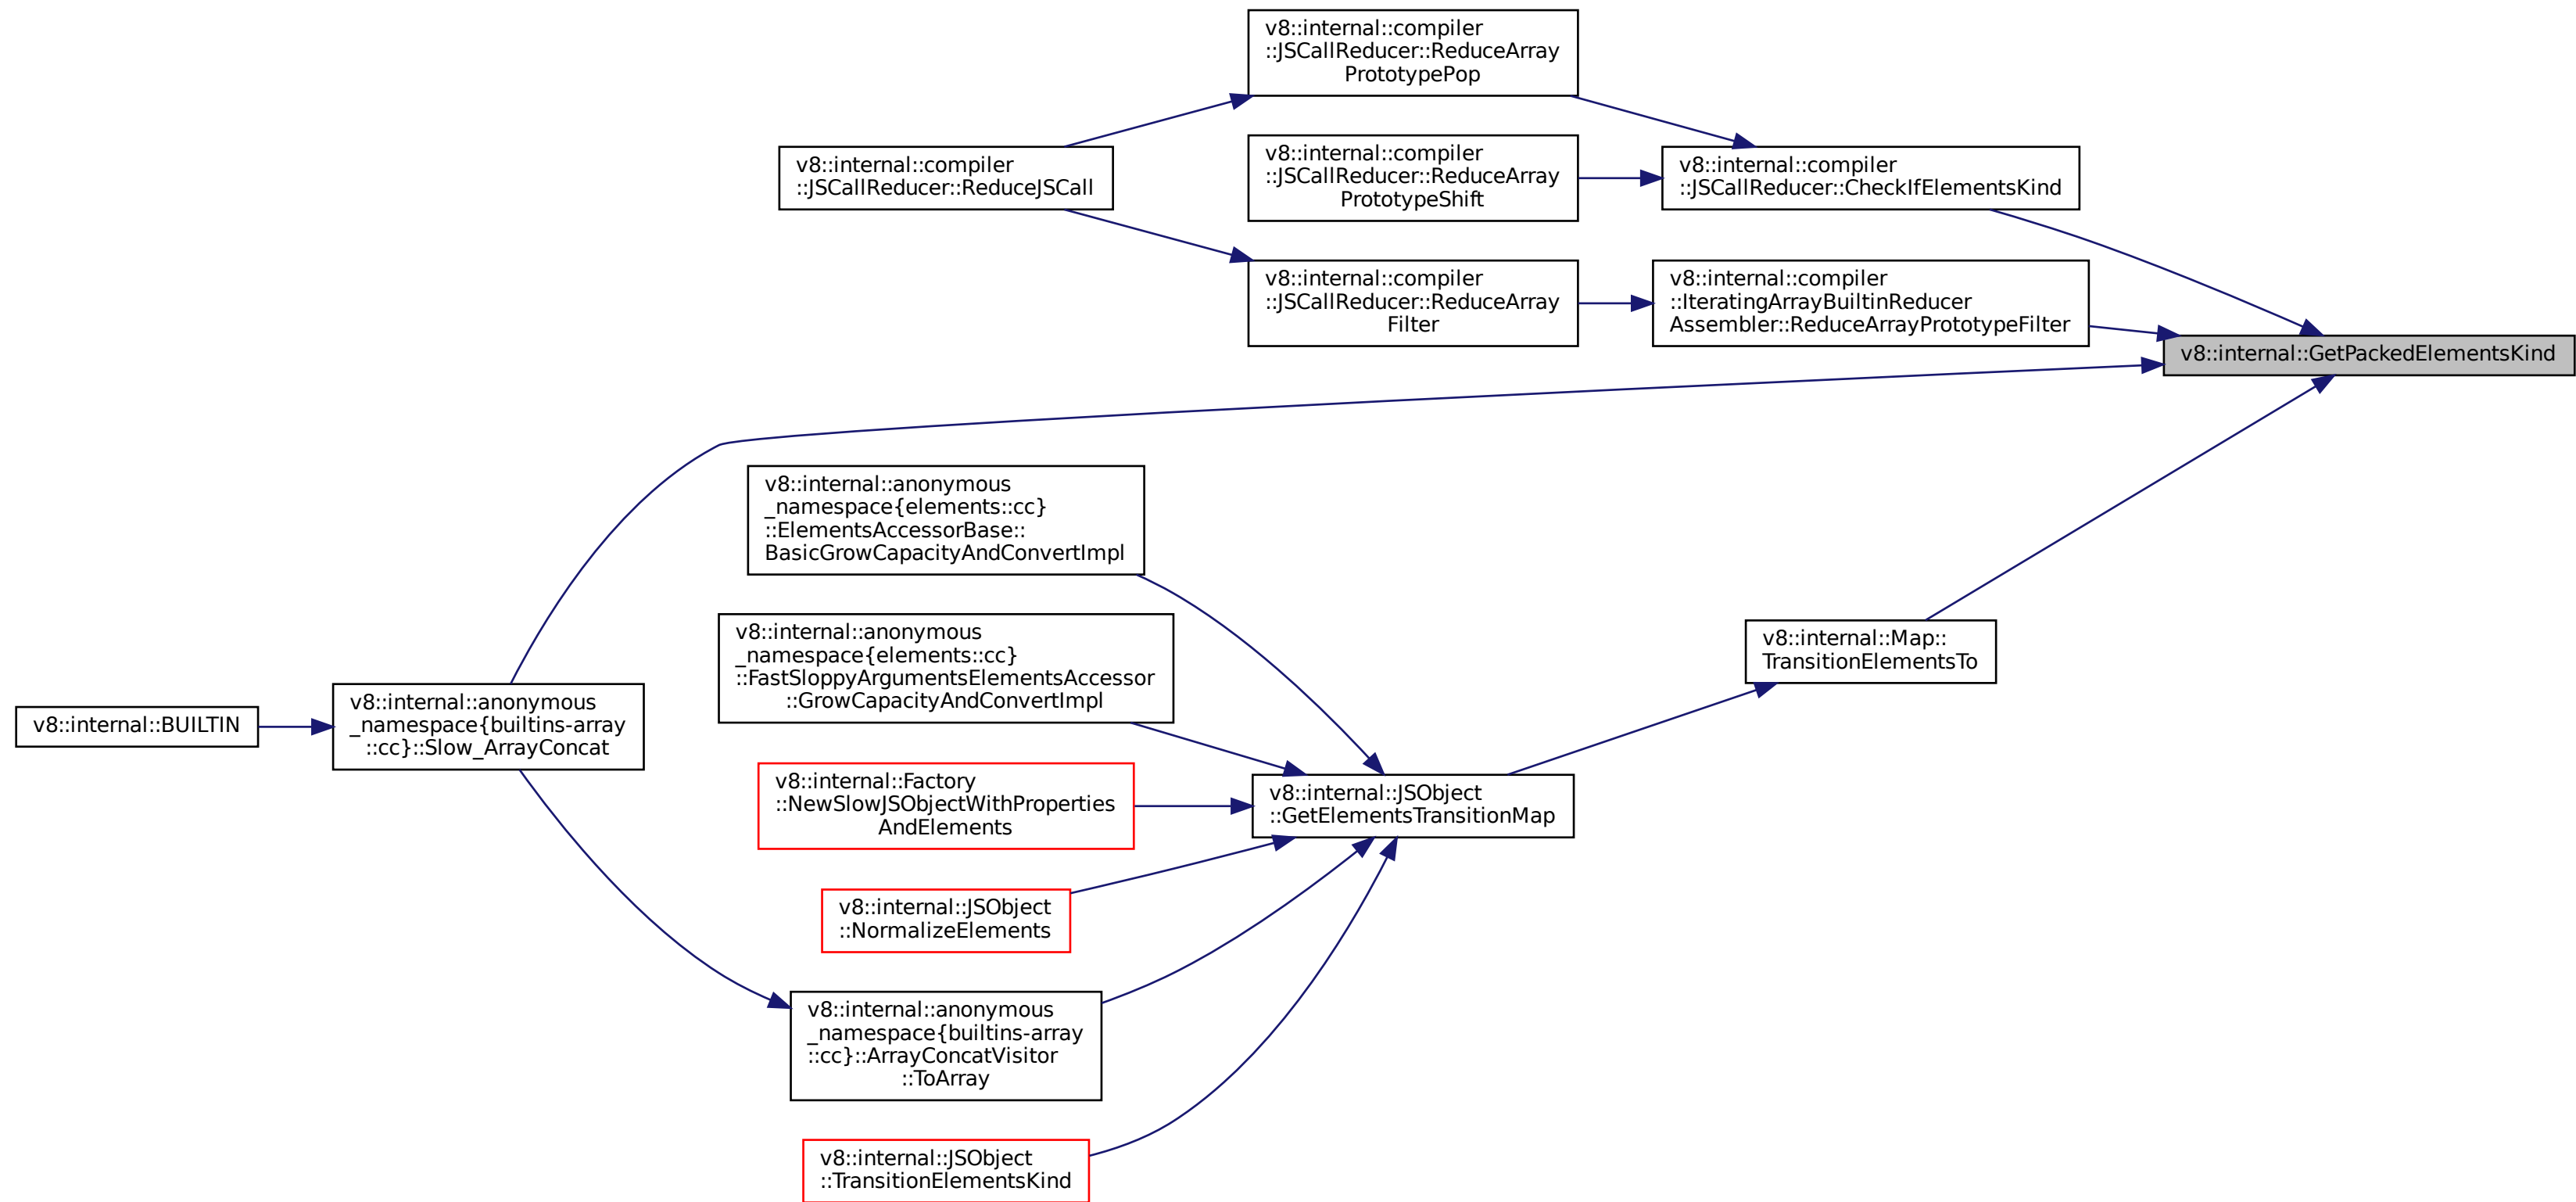 v8::internal::compiler
::JSCallReducer::ReduceArray
PrototypePop
v8::internal::compiler
::JSCallReducer::ReduceJSCall
v8::internal::compiler
::JSCallReducer::ReduceArray
PrototypeShift
v8::internal::compiler
::JSCallReducer::CheckIfElementsKind
v8::internal::compiler
::JSCallReducer::ReduceArray
Filter
v8::internal::compiler
::IteratingArrayBuiltinReducer
Assembler::ReduceArrayPrototypeFilter
v8::internal::GetPackedElementsKind
v8::internal::anonymous
_namespace{elements::cc}
::ElementsAccessorBase::
BasicGrowCapacityAndConvertImpl
v8::internal::anonymous
_namespace{elements::cc}
::FastSloppyArgumentsElementsAccessor
::GrowCapacityAndConvertImpl
v8::internal::Map::
TransitionElementsTo
v8::internal::BUILTIN
v8::internal::anonymous
_namespace{builtins-array
::cc}::Slow_ArrayConcat
v8::internal::Factory
::NewSlowJSObjectWithProperties
AndElements
v8::internal::JSObject
::GetElementsTransitionMap
v8::internal::JSObject
::NormalizeElements
v8::internal::anonymous
_namespace{builtins-array
::cc}::ArrayConcatVisitor
::ToArray
v8::internal::JSObject
::TransitionElementsKind